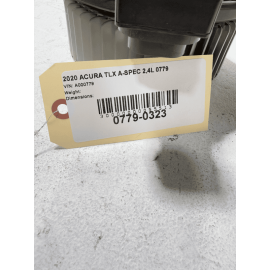 2020 ACURA TLX A-SPEC 2.4L 0779
VIN: A000779
Weight:
Dimensions:
0779-0323